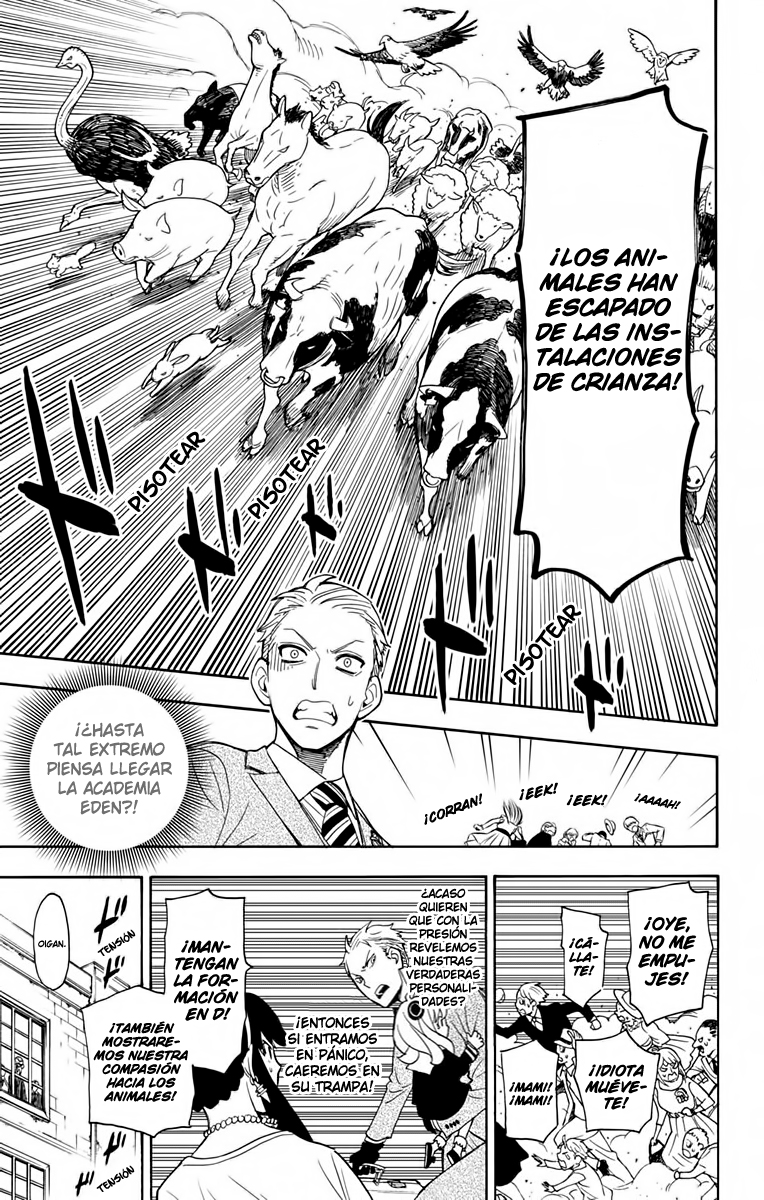 ¡LOS ANI-
MALES HAN
ESCAPADO
DE LAS INS-
TALACIONES
DE CRIANZA!
PISOTEAR
PISOTEAR
PISOTEAR
¡¿HASTA
TAL EXTREMO
PIENSA LLEGAR
LA ACADEMIA
EDEN?!
¡AAAAH!
¡EEK!
¡EEK!
¡CORRAN!
¡OYE,
NO ME
EMPU-
JES!
¡CÁ-
LLA-
TE!
¡IDIOTA
MUÉVE-
TE!
¡MAMI!
¡MAMI!
¿ACASO
QUIEREN
QUE CON LA
PRESIÓN
REVELEMOS
NUESTRAS
VERDADERAS
PERSONALI-
DADES?
¡ENTONCES
SI ENTRAMOS
EN PÁNICO,
CAEREMOS EN
SU TRAMPA!
¡MAN-
TENGAN
LA FOR-
MACIÓN
EN D!
¡TAMBIÉN
MOSTRARE-
MOS NUESTRA
COMPASIÓN
HACIA LOS
ANIMALES!
TENSIÓN
OIGAN.
TENSIÓN